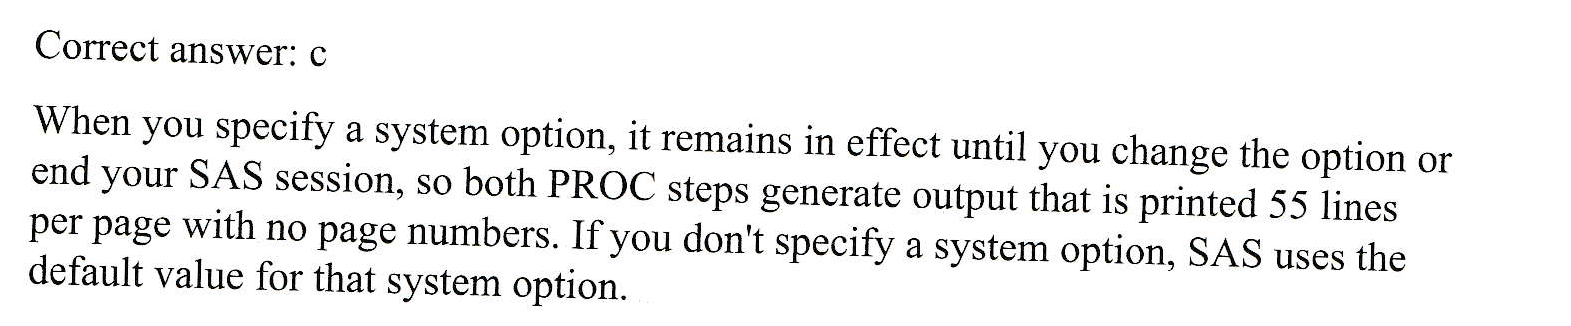 Correct answer: c
When you specify a system option, it remains in effect until you change the option or
end your SAS session, so both PROC steps generate output that is printed 55 lines
per page with no page numbers. If you don't specify a system option, SAS uses the
default value for that system option.